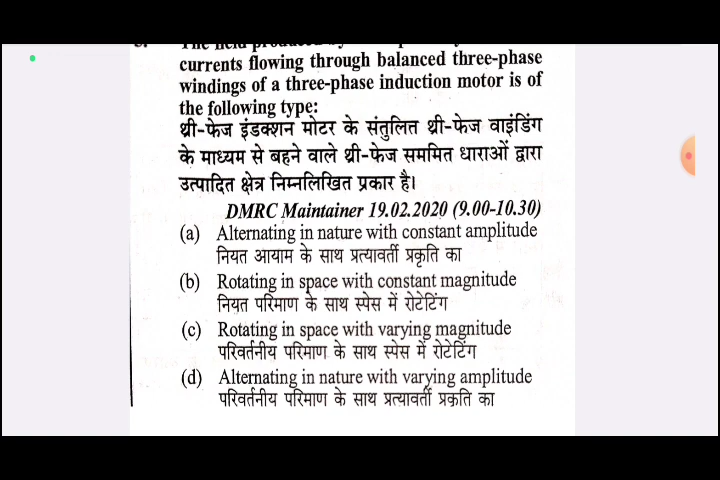 The field produced by
currents flowing through balanced three-phase
windings of a three-phase induction motor is of
the following type:
थ्री-फेज इंडक्शन मोटर के संतुलित थ्री-फेज वाइंडिंग
के माध्यम से बहने वाले थ्री-फेज सममित धाराओं द्वारा
उत्पादित क्षेत्र निम्नलिखित प्रकार है।
DMRC Maintainer 19.02.2020 (9.00-10.30)
(a) Alternating in nature with constant amplitude
नियत आयाम के साथ प्रत्यावर्ती प्रकृति का
(b) Rotating in space with constant magnitude
नियत परिमाण के साथ स्पेस में रोटेटिंग
(c) Rotating in space with varying magnitude
परिवर्तनीय परिमाण के साथ स्पेस में रोटेटिंग
(d) Alternating in nature with varying amplitude
परिवर्तनीय परिमाण के साथ प्रत्यावर्ती प्रकृति का